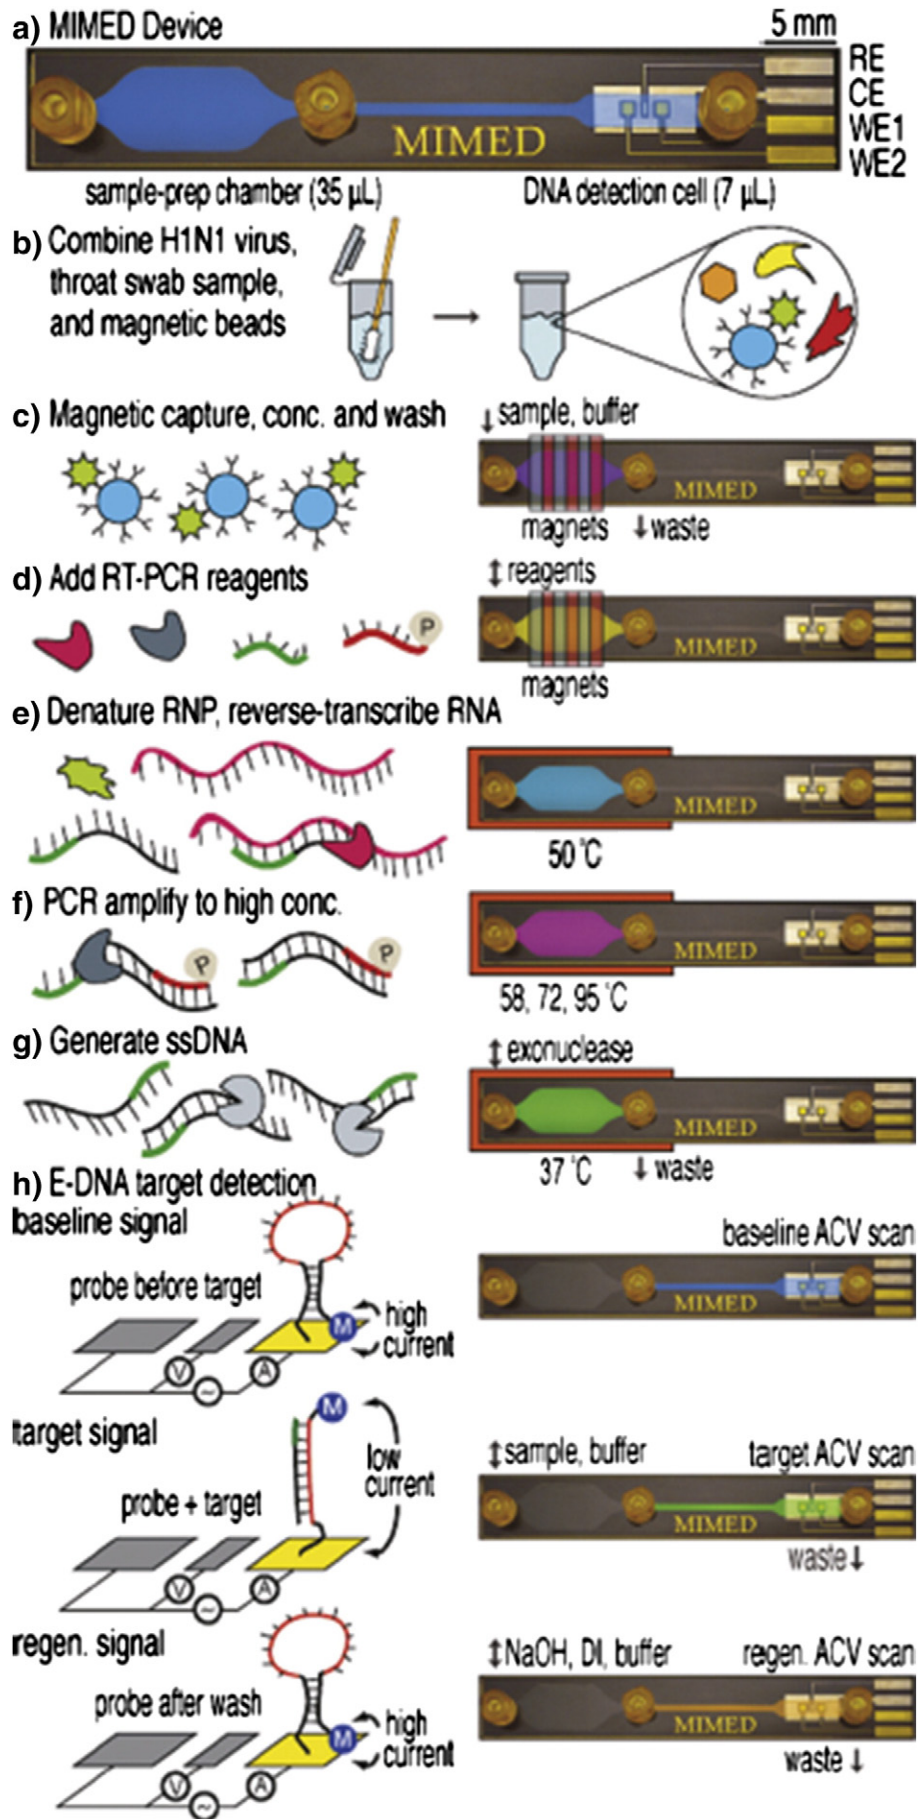 a) MIMED Device
5 mm
RE
CE
WE1
WE2
MIMED
sample-prep chamber (35 µL)
DNA detection cell (7 µL)
b) Combine H1N1 virus,
throat swab sample,
and magnetic beads
c) Magnetic capture, conc. and wash
↓ sample, buffer
MIMED
magnets ↓waste
d) Add RT-PCR reagents
↕ reagents
P
MIMED
magnets
e) Denature RNP, reverse-transcribe RNA
MIMED
50 °C
f) PCR amplify to high conc.
P
P
MIMED
58, 72, 95 °C
g) Generate ssDNA
↕ exonuclease
MIMED
37 °C ↓ waste
h) E-DNA target detection
baseline signal
baseline ACV scan
probe before target
M
high
current
MIMED
V
A
~
target signal
M
low
current
↕sample, buffer
target ACV scan
probe + target
MIMED
waste↓
V
A
~
regen. signal
↕NaOH, DI, buffer
regen. ACV scan
probe after wash
M
high
current
MIMED
waste ↓
V
A
~